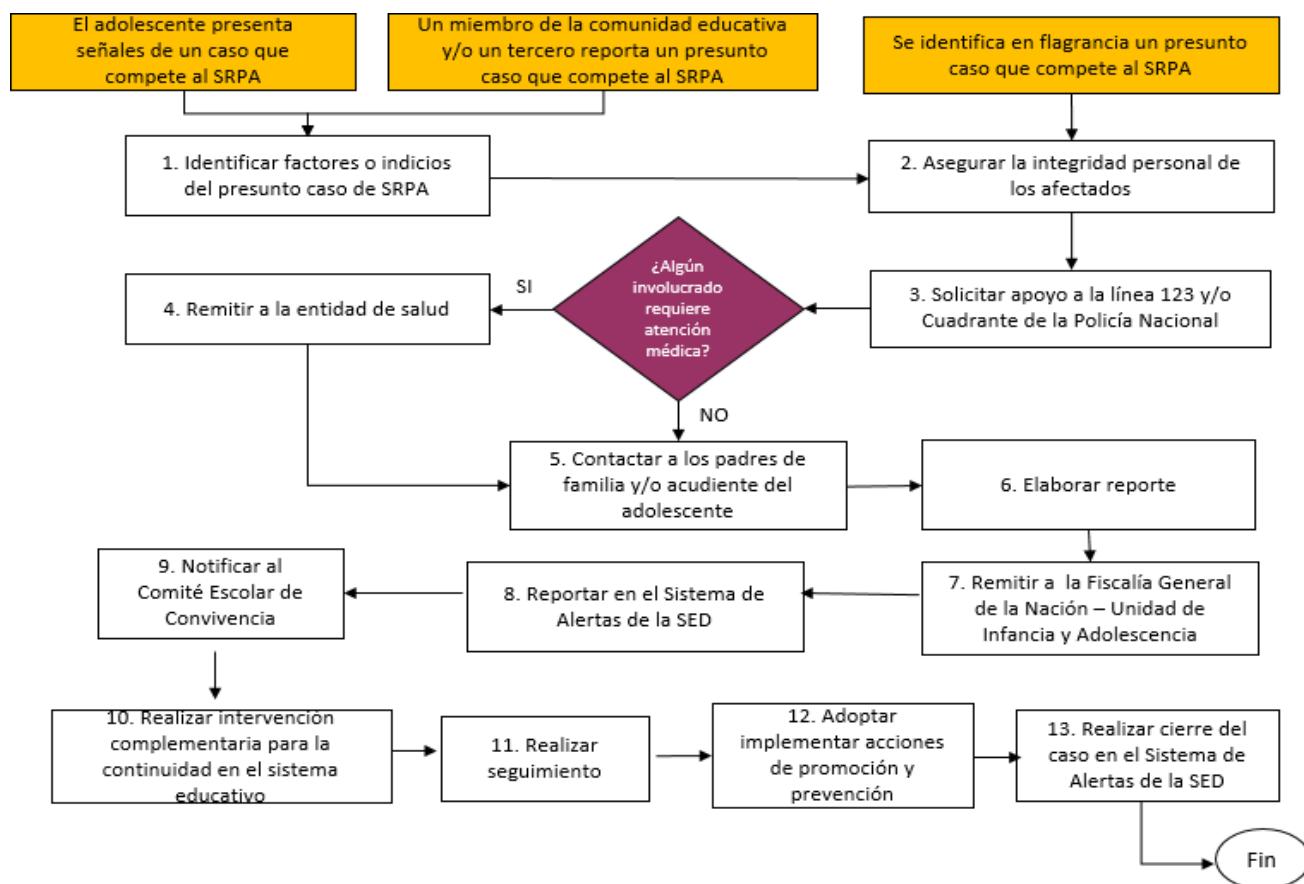 El adolescente presenta
señales de un caso que
compete al SRPA
Un miembro de la comunidad educativa
y/o un tercero reporta un presunto
caso que compete al SRPA
Se identifica en flagrancia un presunto
caso que compete al SRPA
1. Identificar factores o indicios
del presunto caso de SRPA
2. Asegurar la integridad personal de
los afectados
¿Algún
involucrado
requiere
atención
médica?
SI
NO
3. Solicitar apoyo a la línea 123 y/o
Cuadrante de la Policía Nacional
4. Remitir a la entidad de salud
5. Contactar a los padres de
familia y/o acudiente del
adolescente
6. Elaborar reporte
7. Remitir a la Fiscalía General
de la Nación – Unidad de
Infancia y Adolescencia
8. Reportar en el Sistema de
Alertas de la SED
9. Notificar al
Comité Escolar de
Convivencia
10. Realizar intervención
complementaria para la
continuidad en el sistema
educativo
11. Realizar
seguimiento
12. Adoptar
implementar acciones
de promoción y
prevención
13. Realizar cierre del
caso en el Sistema de
Alertas de la SED
Fin